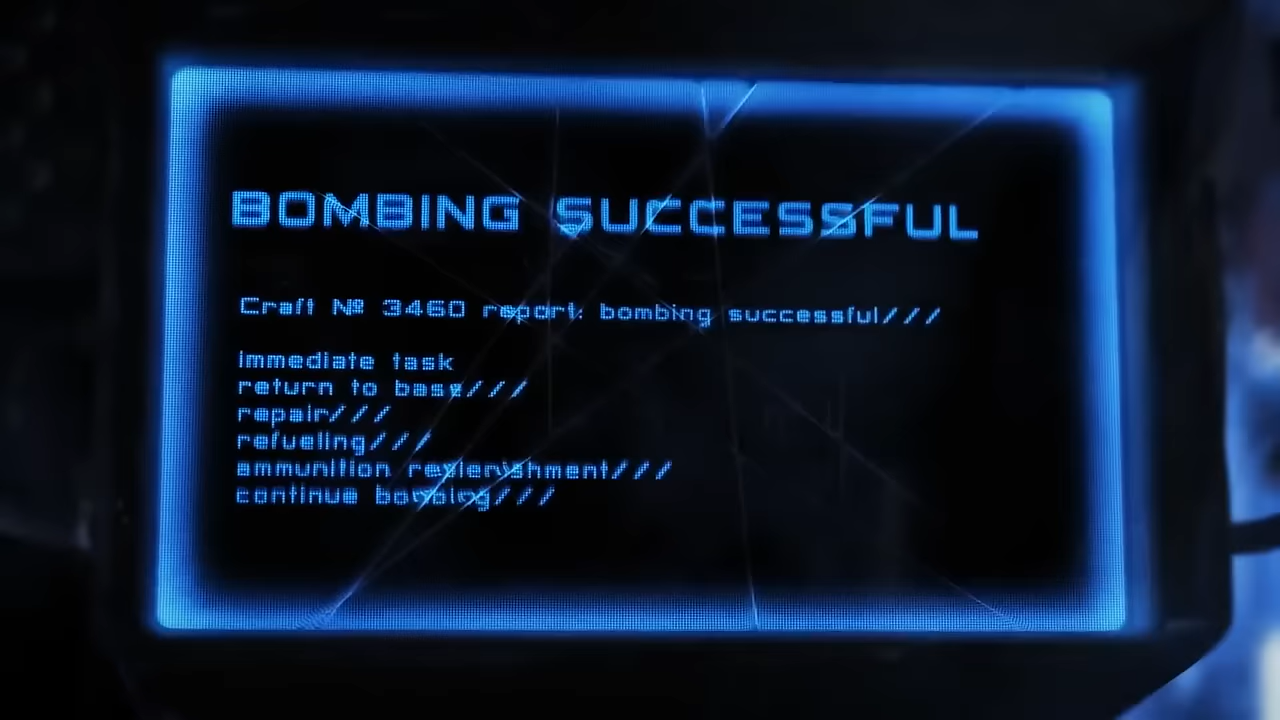 BOMBING SUCCESSFUL
Craft № 3460 report: bombing successful///
immediate task
return to base///
repair///
refueling///
ammunition replenishment///
continue bombing///